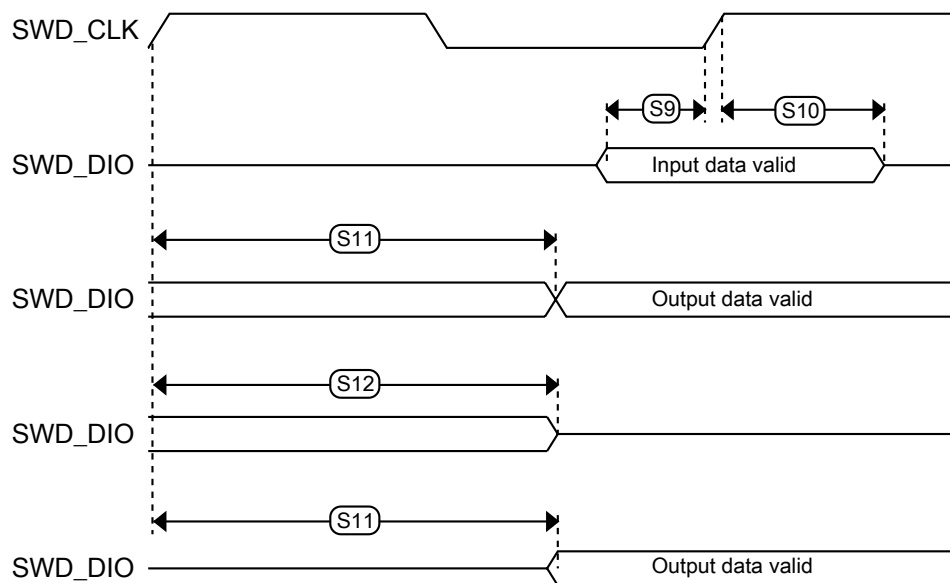 SWD_CLK
S9
S10
SWD_DIO
Input data valid
S11
SWD_DIO
Output data valid
S12
SWD_DIO
S11
SWD_DIO
Output data valid